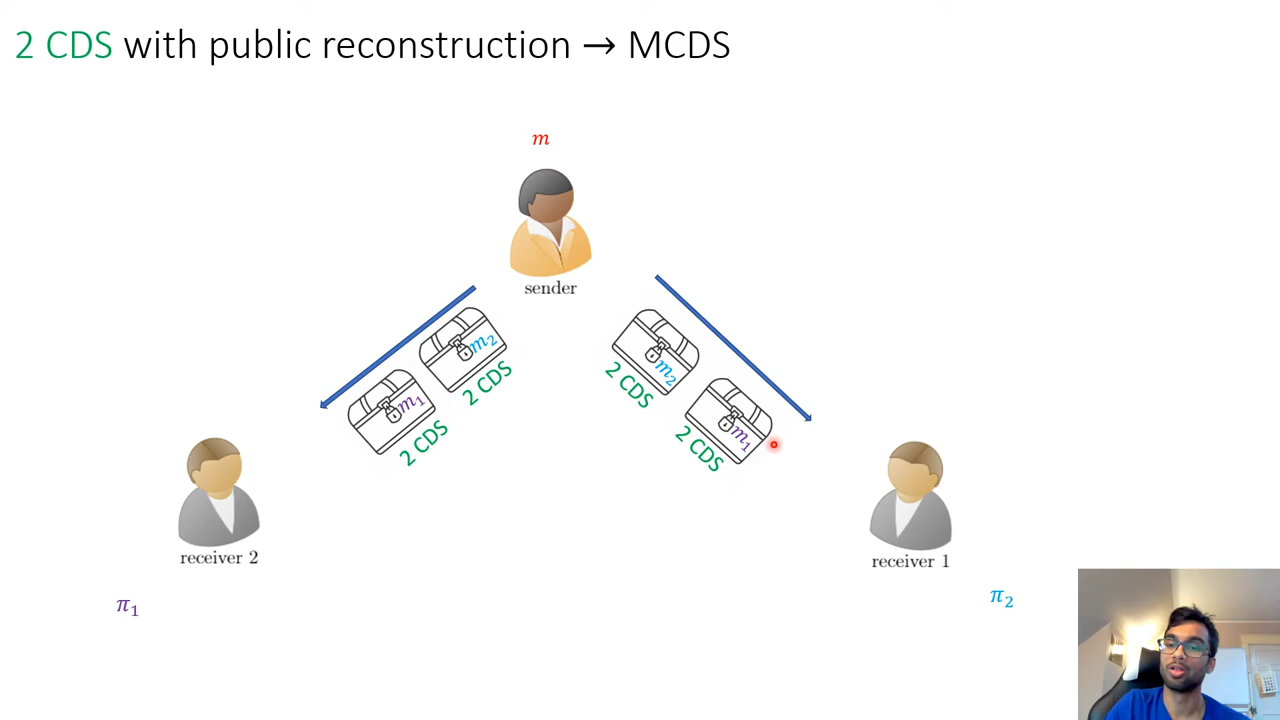 2 CDS with public reconstruction → MCDS
m
sender
m₂
2 CDS
m₁
2 CDS
m₂
2 CDS
m₁
2 CDS
receiver 2
receiver 1
π₁
π₂